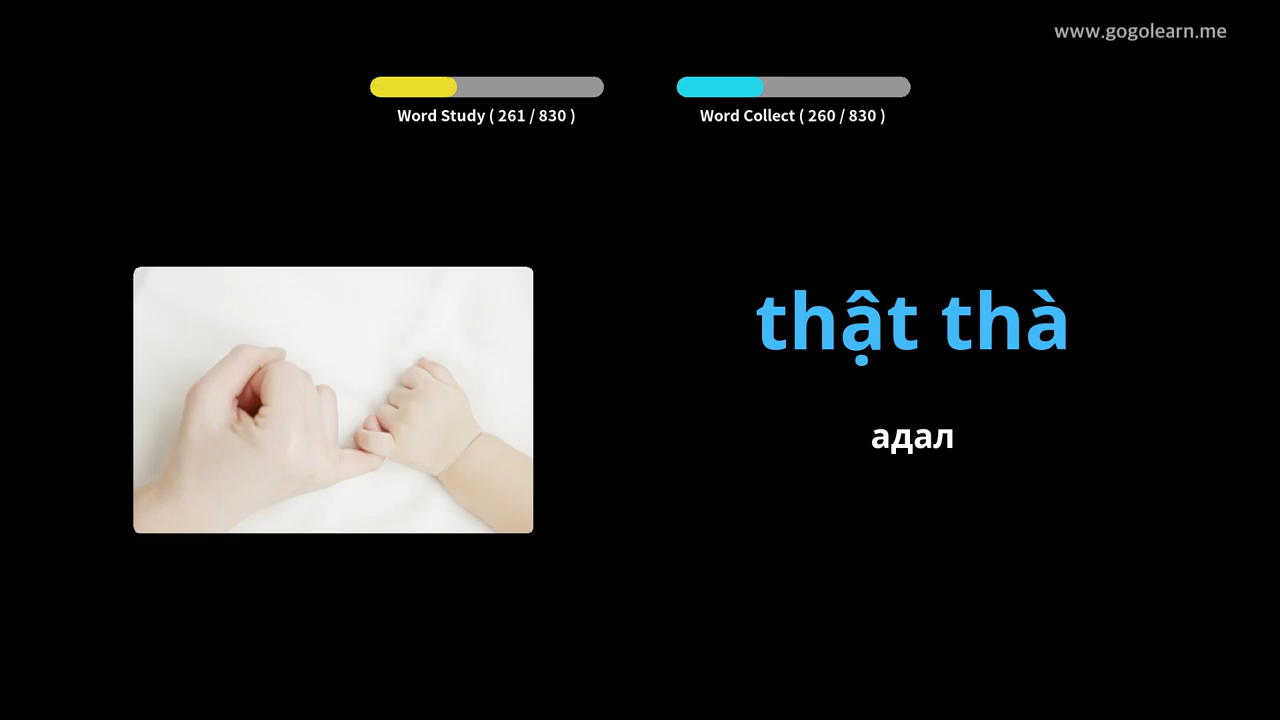 www.gogolearn.me
Word Study ( 261 / 830 )
Word Collect ( 260 / 830 )
thật thà
адал